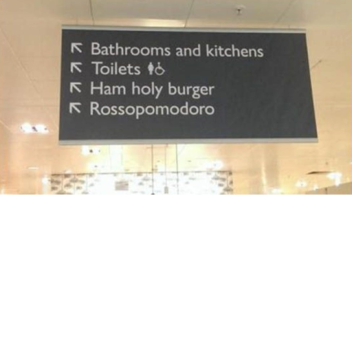 Bathrooms and kitchens
Toilets
Ham holy burger
Rossopomodoro